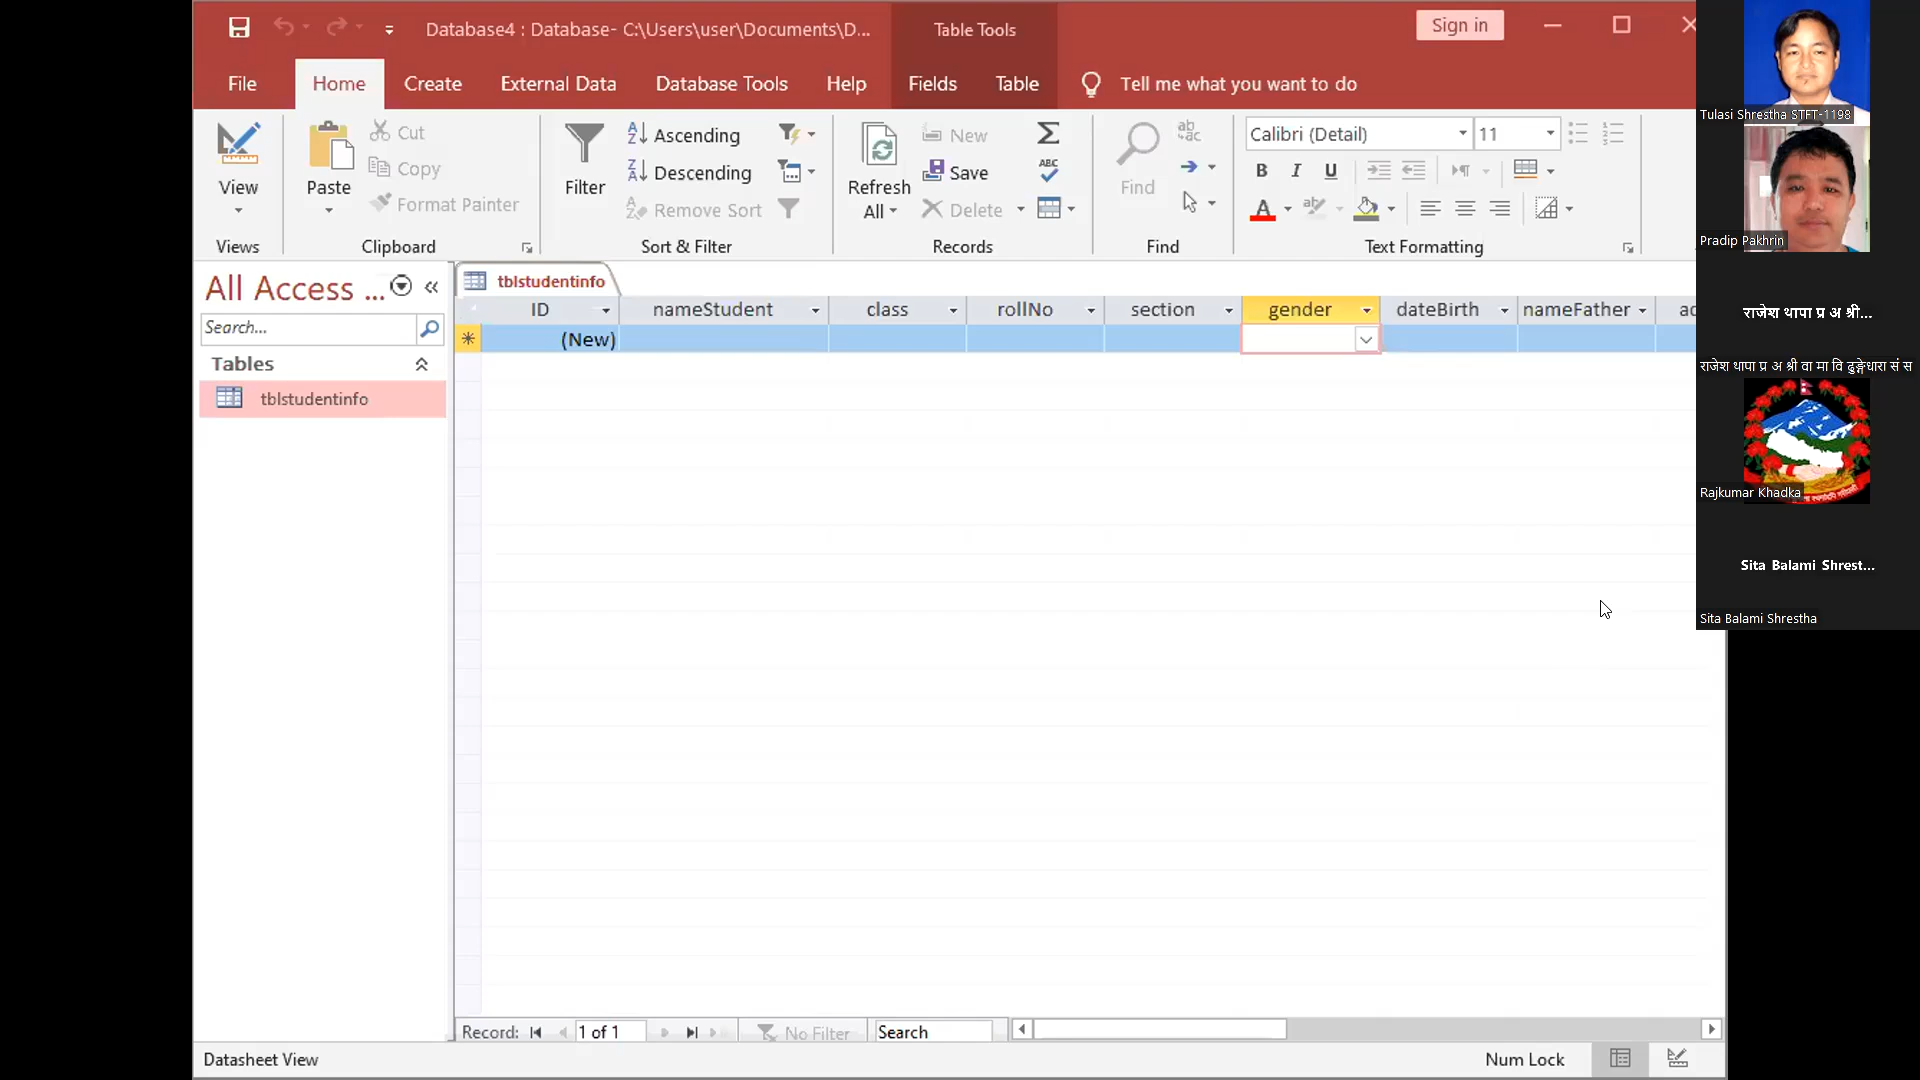 Database4 : Database- C:\Users\user\Documents\D...
Table Tools
Sign in
File
Home
Create
External Data
Database Tools
Help
Fields
Table
Tell me what you want to do
View
Views
Paste
Cut
Copy
Format Painter
Clipboard
Filter
Ascending
Descending
Remove Sort
Sort & Filter
Refresh
All
New
Save
Delete
Records
Find
Find
Calibri (Detail)
11
B I U
Text Formatting
All Access ...
Search...
Tables
tblstudentinfo
tblstudentinfo
ID nameStudent class rollNo section gender dateBirth nameFather
(New)
Record: 1 of 1 No Filter Search
Datasheet View
Num Lock
Tulasi Shrestha STFT-1198
Pradip Pakhrin
राजेश थापा प्र अ श्री...
राजेश थापा प्र अ श्री वा मा वि ढुङ्गेधारा सं स
Rajkumar Khadka
Sita Balami Shrest...
Sita Balami Shrestha